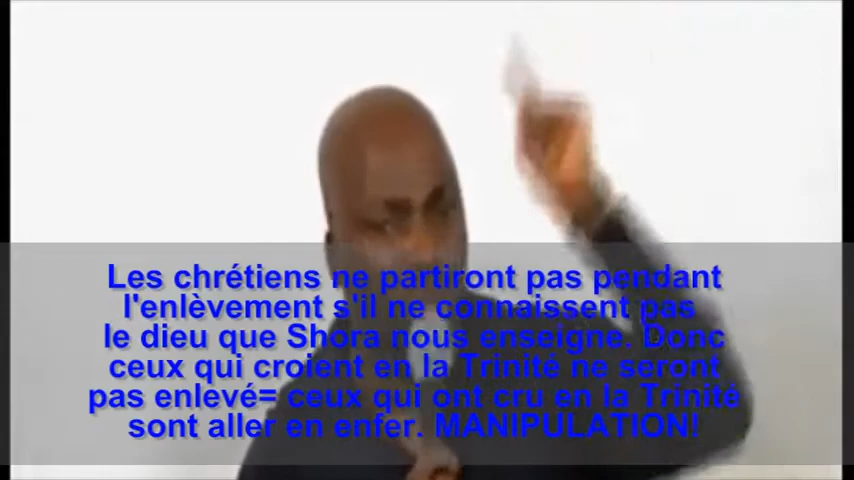 Les chrétiens ne partiront pas pendant
l'enlèvement s'il ne connaissent pas
le dieu que Shora nous enseigne. Donc
ceux qui croient en la Trinité ne seront
pas enlevé= ceux qui ont cru en la Trinité
sont aller en enfer. MANIPULATION!